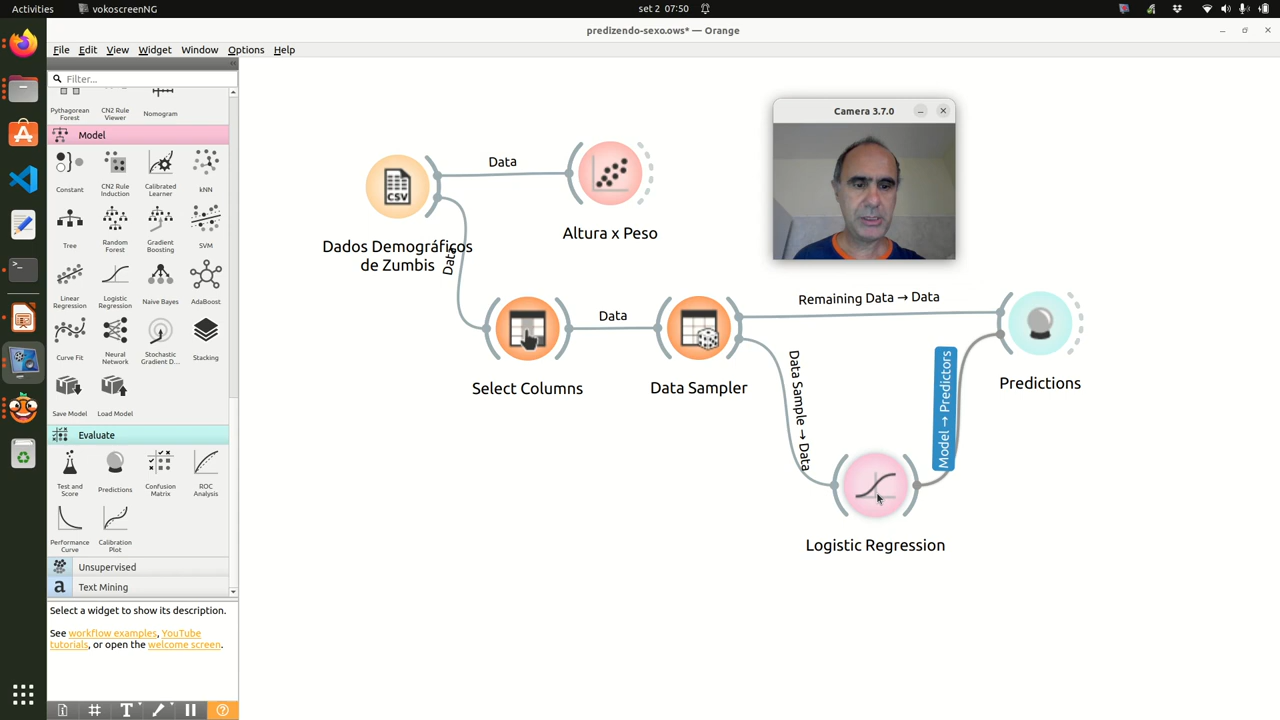 Activities
vokoscreenNG
set 2 07:50
predizendo-sexo.ows* — Orange
File Edit View Widget Window Options Help
Filter...
Pythagorean Forest
CN2 Rule Viewer
Nomogram
Model
Constant
CN2 Rule Induction
Calibrated Learner
kNN
Tree
Random Forest
Gradient Boosting
SVM
Linear Regression
Logistic Regression
Naive Bayes
AdaBoost
Curve Fit
Neural Network
Stochastic Gradient D...
Stacking
Save Model
Load Model
Evaluate
Test and Score
Predictions
Confusion Matrix
ROC Analysis
Performance Curve
Calibration Plot
Unsupervised
a Text Mining
Select a widget to show its description.
See workflow examples, YouTube
tutorials, or open the welcome screen.
Camera 3.7.0
CSV
Dados Demográficos
de Zumbis
Data
Altura x Peso
Data
Select Columns
Data
Data Sampler
Remaining Data → Data
Data Sample → Data
Model → Predictors
Predictions
Logistic Regression